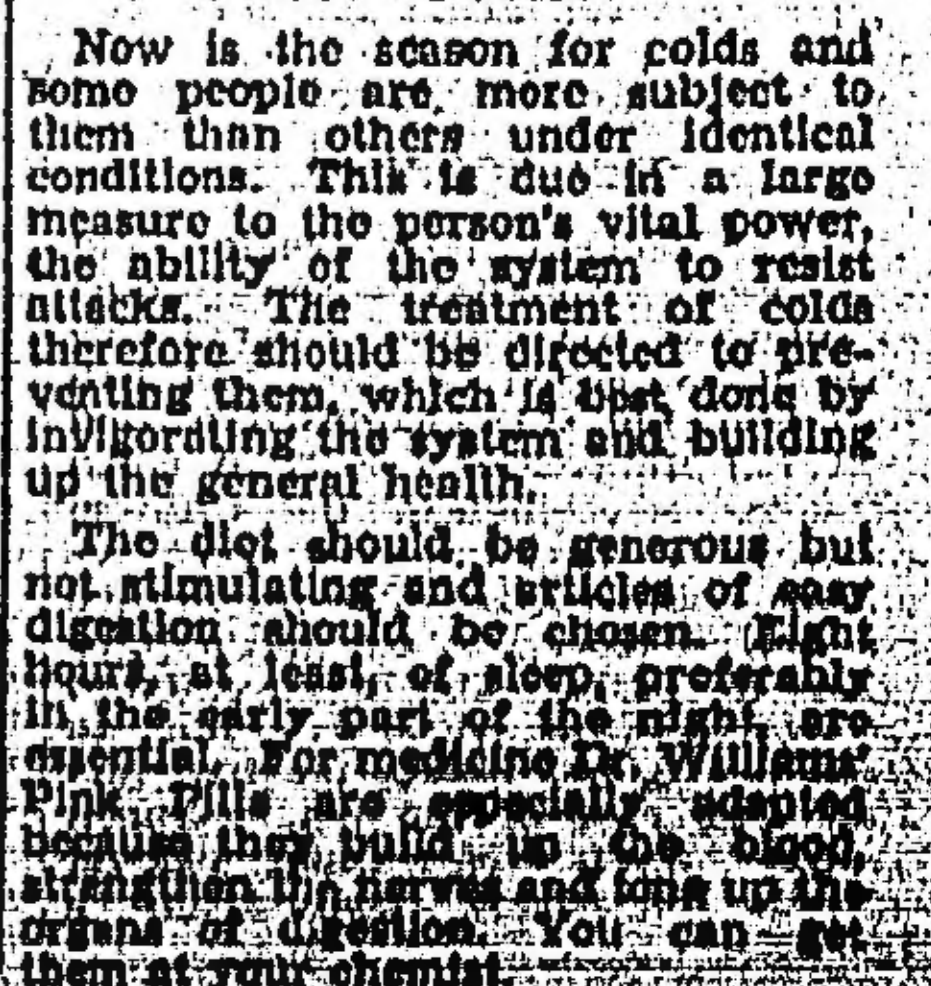 Now is the season for colds and
some people are more subject to
them than others under identical
conditions. This is due in a large
measure to the person's vital power,
the ability of the system to resist
attacks. The treatment of colds
therefore should be directed to pre-
venting them, which is best done by
invigorating the system and building
up the general health.
The diet should be generous but
not stimulating and articles of easy
digestion should be chosen. Eight
hours, at least, of sleep, preferably
in the early part of the night are
essential. For medicine Dr. Williams'
Pink Pills are especially adapted
because they build up the blood,
strengthen the nerves and tone up the
organs of digestion. You can get
them at your chemist.